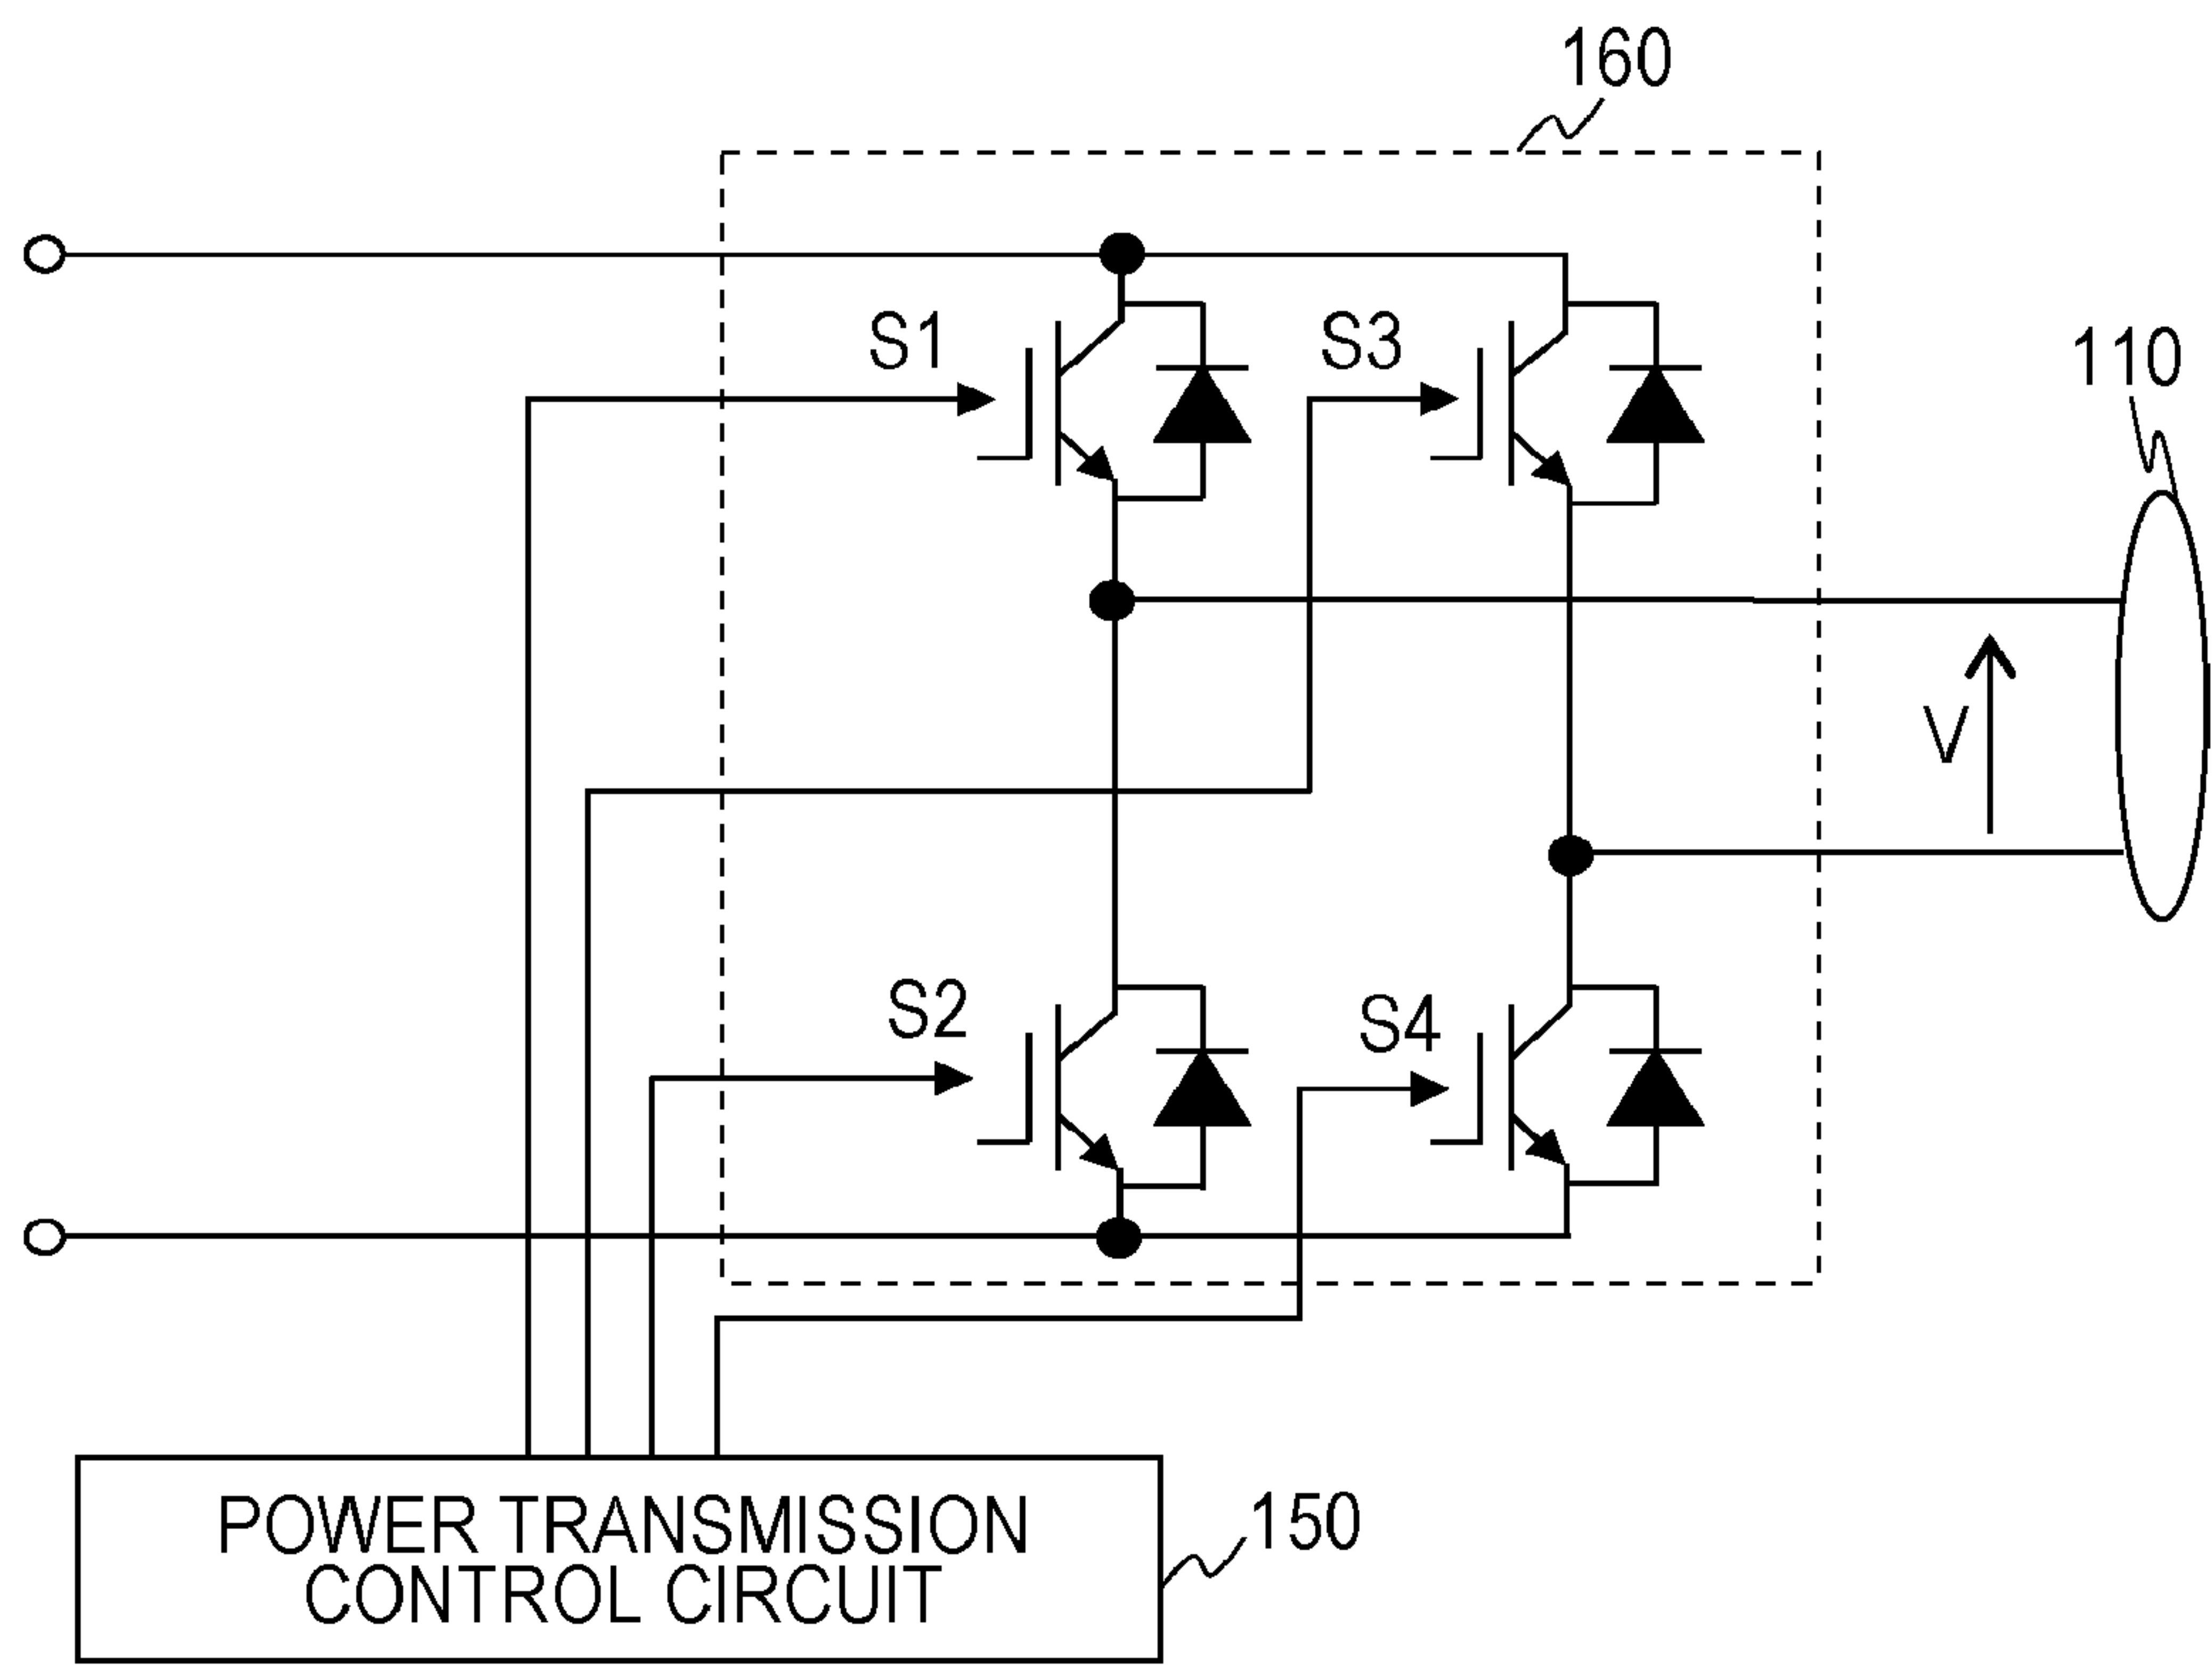 160
S1
S3
110
V
S2
S4
150
POWER TRANSMISSION
CONTROL CIRCUIT